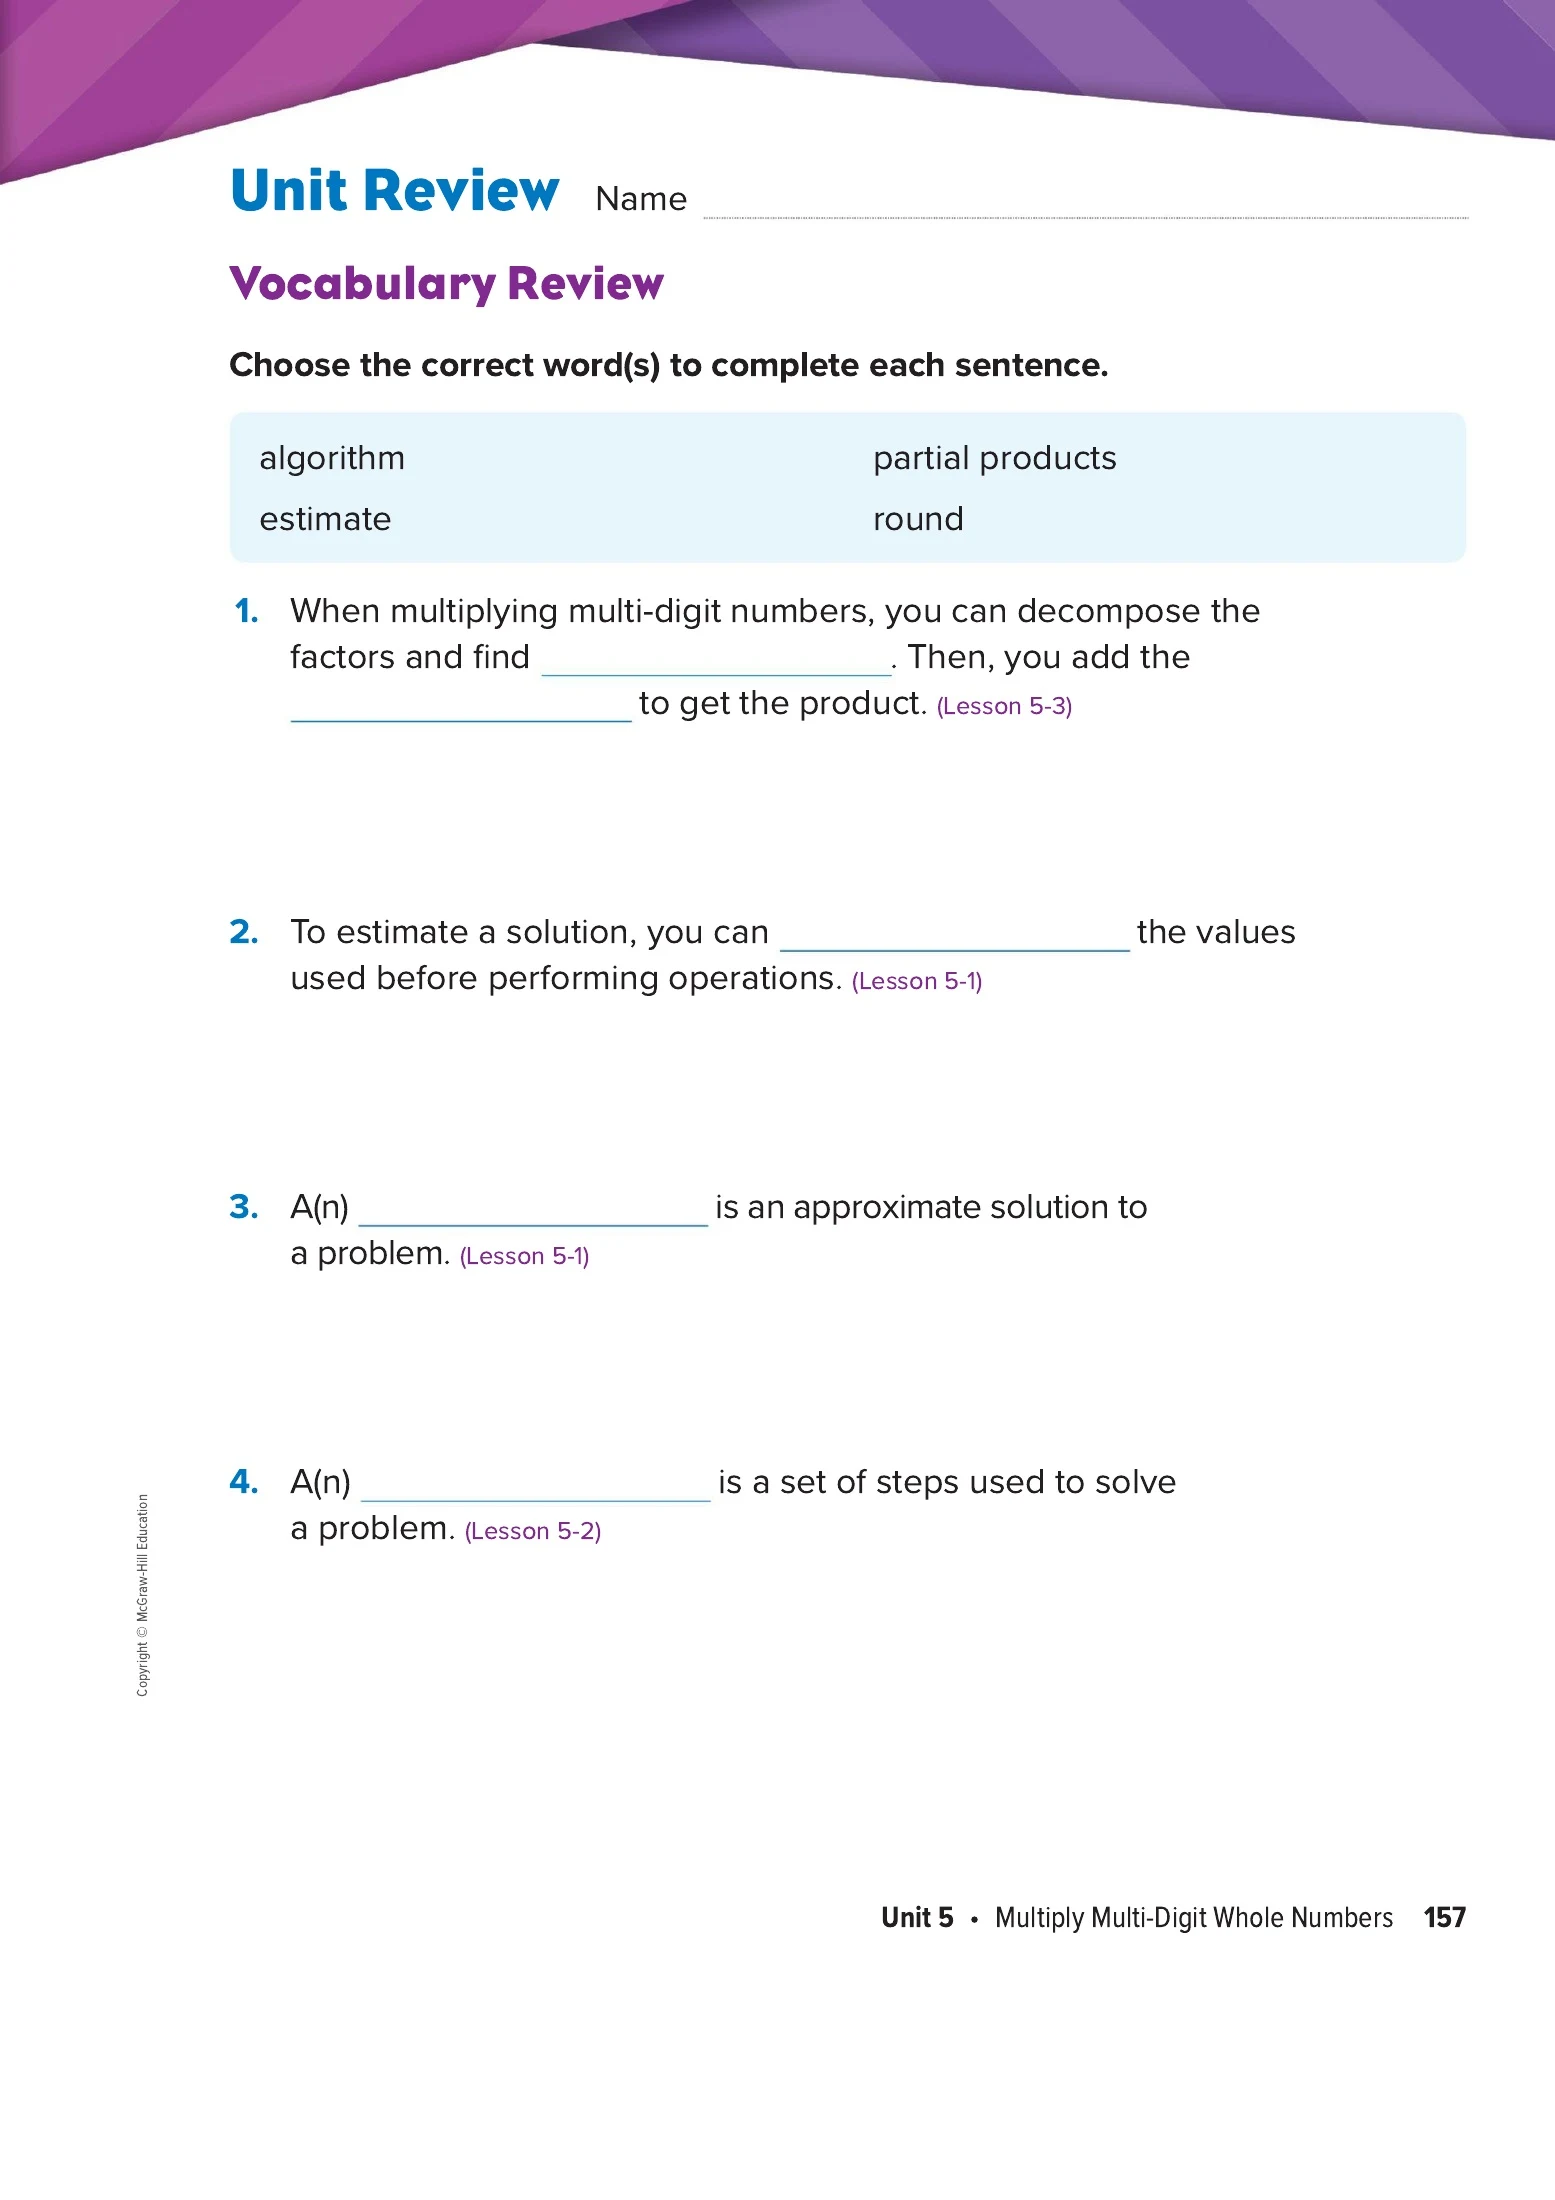 Unit Review Name
Vocabulary Review
Choose the correct word(s) to complete each sentence.
algorithm partial products
estimate round
1. When multiplying multi-digit numbers, you can decompose the
factors and find . Then, you add the
to get the product. (Lesson 5-3)
2. To estimate a solution, you can the values
used before performing operations. (Lesson 5-1)
3. A(n) is an approximate solution to
a problem. (Lesson 5-1)
4. A(n) is a set of steps used to solve
a problem. (Lesson 5-2)
Copyright © McGraw-Hill Education
Unit 5 • Multiply Multi-Digit Whole Numbers 157